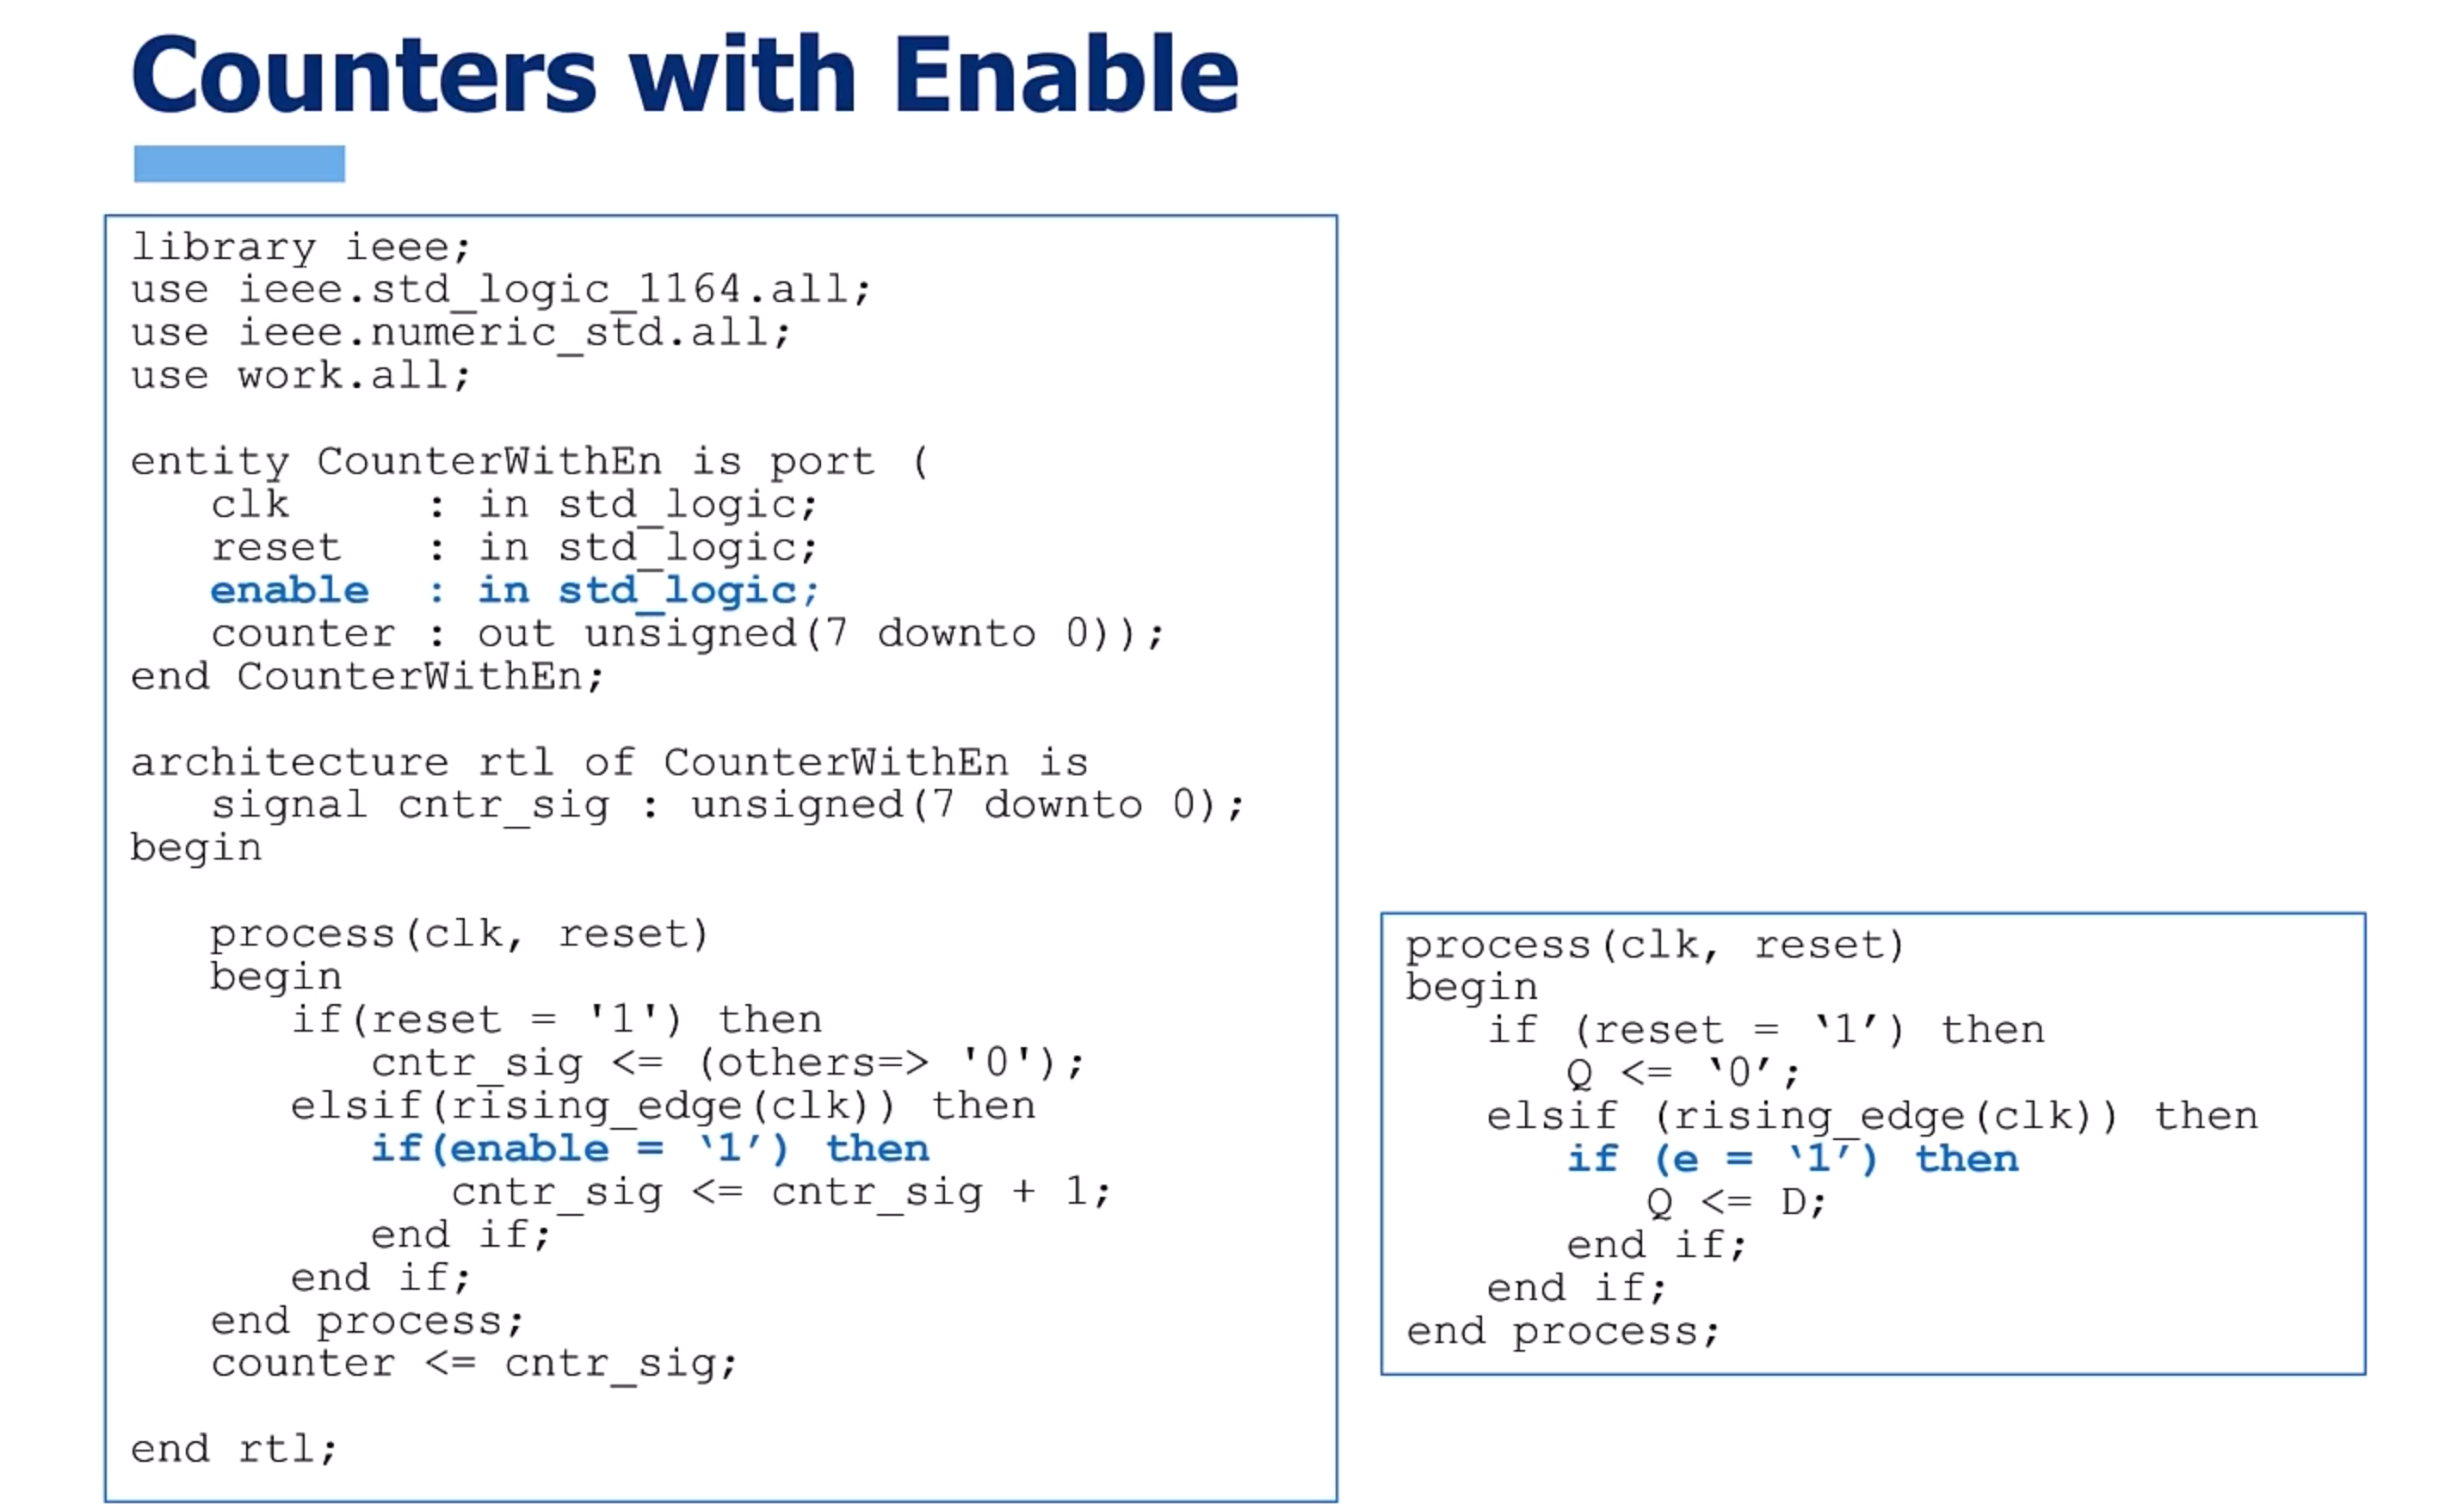 Counters with Enable
library ieee;
use ieee.std_logic_1164.all;
use ieee.numeric_std.all;
use work.all;
entity CounterWithEn is port (
clk : in std_logic;
reset : in std_logic;
enable : in std_logic;
counter : out unsigned(7 downto 0));
end CounterWithEn;
architecture rtl of CounterWithEn is
signal cntr_sig : unsigned(7 downto 0);
begin
process(clk, reset)
begin
if(reset = '1') then
cntr_sig <= (others=> '0');
elsif(rising_edge(clk)) then
if(enable = ‘1’) then
cntr_sig <= cntr_sig + 1;
end if;
end if;
end process;
counter <= cntr_sig;
end rtl;
process(clk, reset)
begin
if (reset = ‘1’) then
Q <= ‘0’;
elsif (rising_edge(clk)) then
if (e = ‘1’) then
Q <= D;
end if;
end if;
end process;